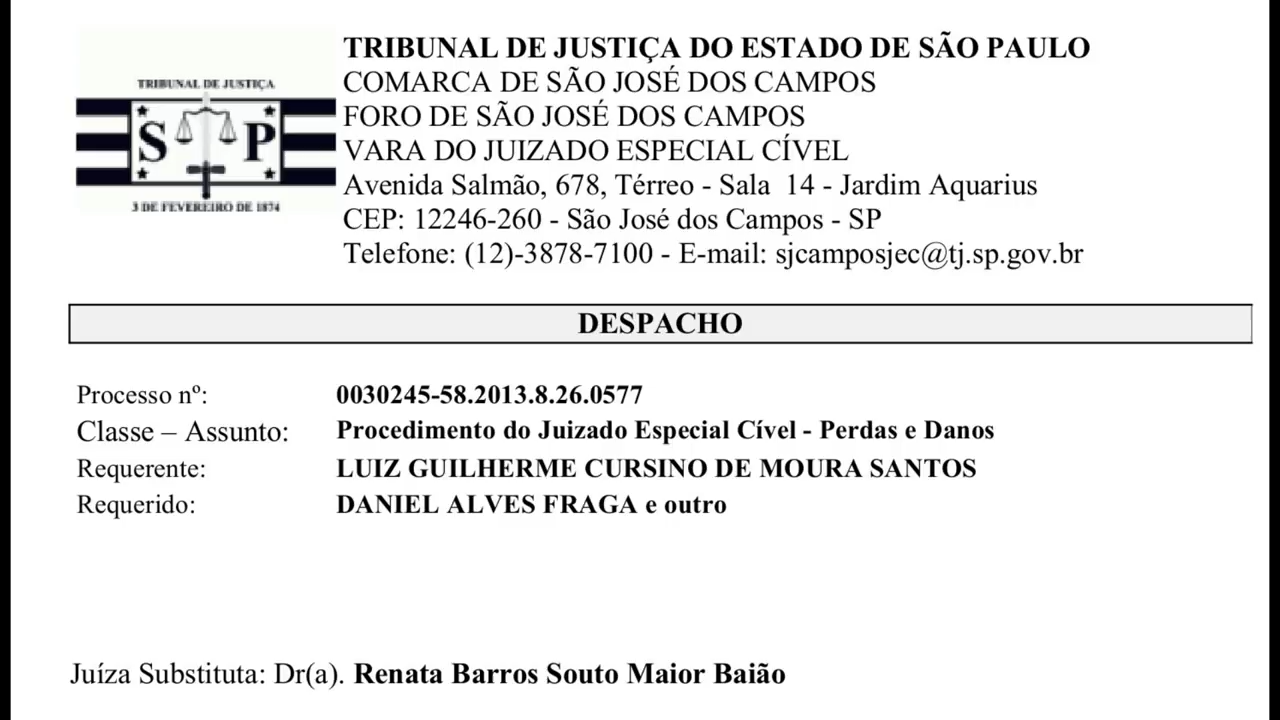 TRIBUNAL DE JUSTIÇA
S P
3 DE FEVEREIRO DE 1874
TRIBUNAL DE JUSTIÇA DO ESTADO DE SÃO PAULO
COMARCA DE SÃO JOSÉ DOS CAMPOS
FORO DE SÃO JOSÉ DOS CAMPOS
VARA DO JUIZADO ESPECIAL CÍVEL
Avenida Salmão, 678, Térreo - Sala 14 - Jardim Aquarius
CEP: 12246-260 - São José dos Campos - SP
Telefone: (12)-3878-7100 - E-mail: sjcamposjec@tj.sp.gov.br
DESPACHO
Processo nº: 0030245-58.2013.8.26.0577
Classe – Assunto: Procedimento do Juizado Especial Cível - Perdas e Danos
Requerente: LUIZ GUILHERME CURSINO DE MOURA SANTOS
Requerido: DANIEL ALVES FRAGA e outro
Juíza Substituta: Dr(a). Renata Barros Souto Maior Baião